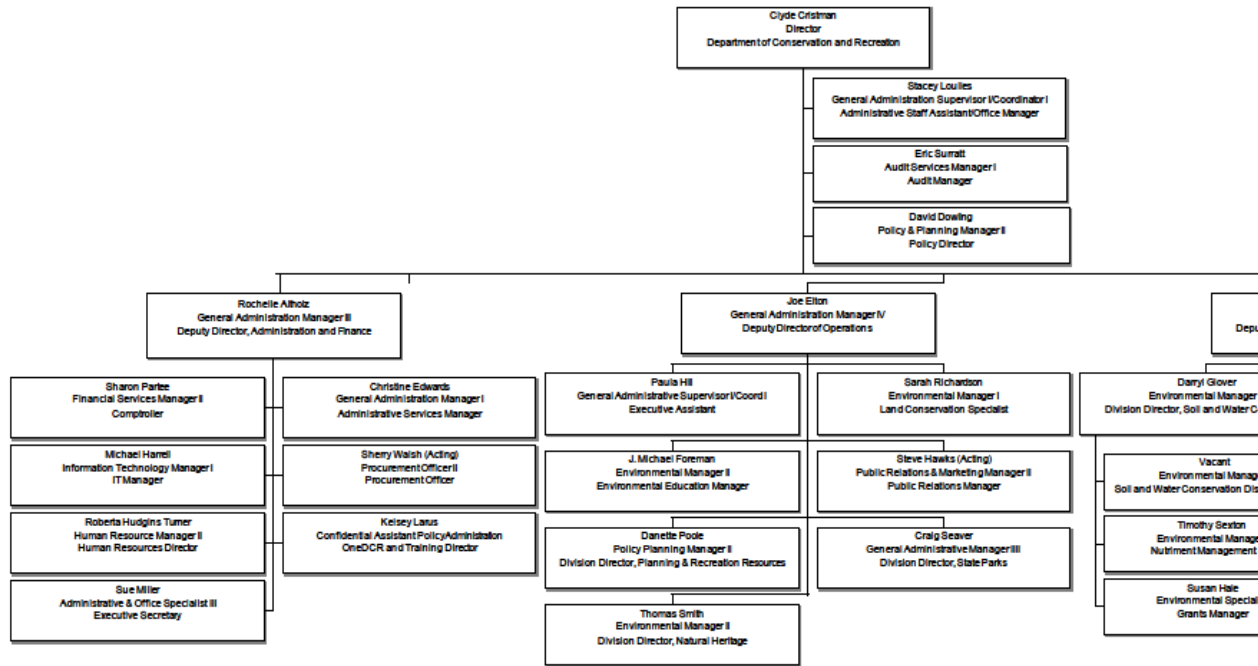 Clyde Cristman
Director
Department of Conservation and Recreation
Stacey Loulies
General Administration Supervisor I/Coordinator I
Administrative Staff Assistant/Office Manager
Eric Surratt
Audit Services Manager I
Audit Manager
David Dowling
Policy & Planning Manager II
Policy Director
Rochelle Altholz
General Administration Manager III
Deputy Director, Administration and Finance
Joe Elton
General Administration Manager IV
Deputy Director of Operations
Depu
Sharon Partee
Financial Services Manager II
Comptroller
Christine Edwards
General Administration Manager I
Administrative Services Manager
Paula Hill
General Administrative Supervisor I/Coord I
Executive Assistant
Sarah Richardson
Environmental Manager I
Land Conservation Specialist
Darryl Glover
Environmental Manager
Division Director, Soil and Water C
Michael Harrell
Information Technology Manager I
IT Manager
Sherry Walsh (Acting)
Procurement Officer II
Procurement Officer
J. Michael Foreman
Environmental Manager II
Environmental Education Manager
Steve Hawks (Acting)
Public Relations & Marketing Manager II
Public Relations Manager
Vacant
Environmental Manag
Soil and Water Conservation Dis
Roberta Hudgins Turner
Human Resource Manager II
Human Resources Director
Kelsey Larus
Confidential Assistant Policy/Administration
OneDCR and Training Director
Danette Poole
Policy Planning Manager II
Division Director, Planning & Recreation Resources
Craig Seaver
General Administrative Manager IIII
Division Director, State Parks
Timothy Sexton
Environmental Manage
Nutriment Management
Sue Miller
Administrative & Office Specialist III
Executive Secretary
Thomas Smith
Environmental Manager II
Division Director, Natural Heritage
Susan Hale
Environmental Special
Grants Manager